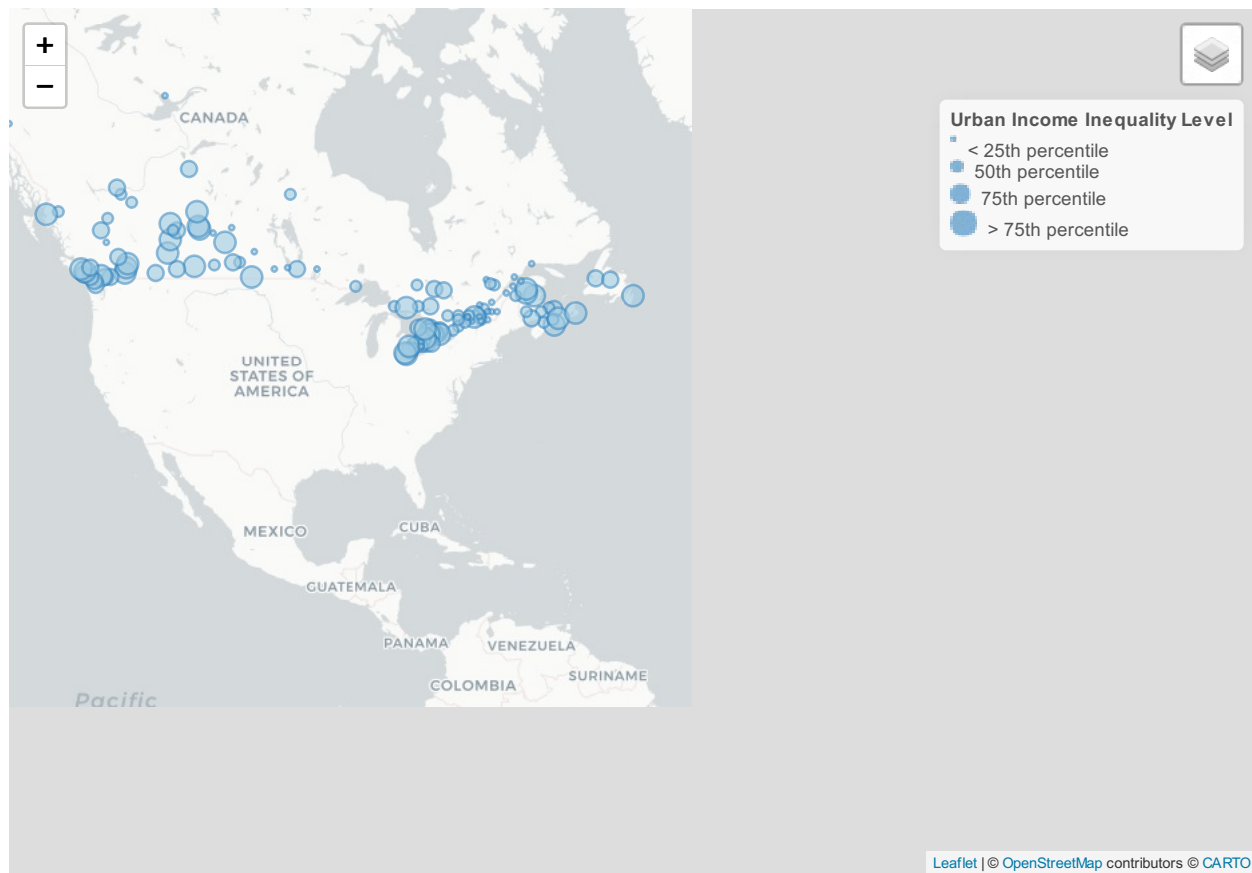 +
−
CANADA
Urban Income Inequality Level
< 25th percentile
50th percentile
75th percentile
> 75th percentile
UNITED
STATES OF
AMERICA
MEXICO
CUBA
GUATEMALA
PANAMA
VENEZUELA
SURINAME
COLOMBIA
Pacific
Leaflet | © OpenStreetMap contributors © CARTO